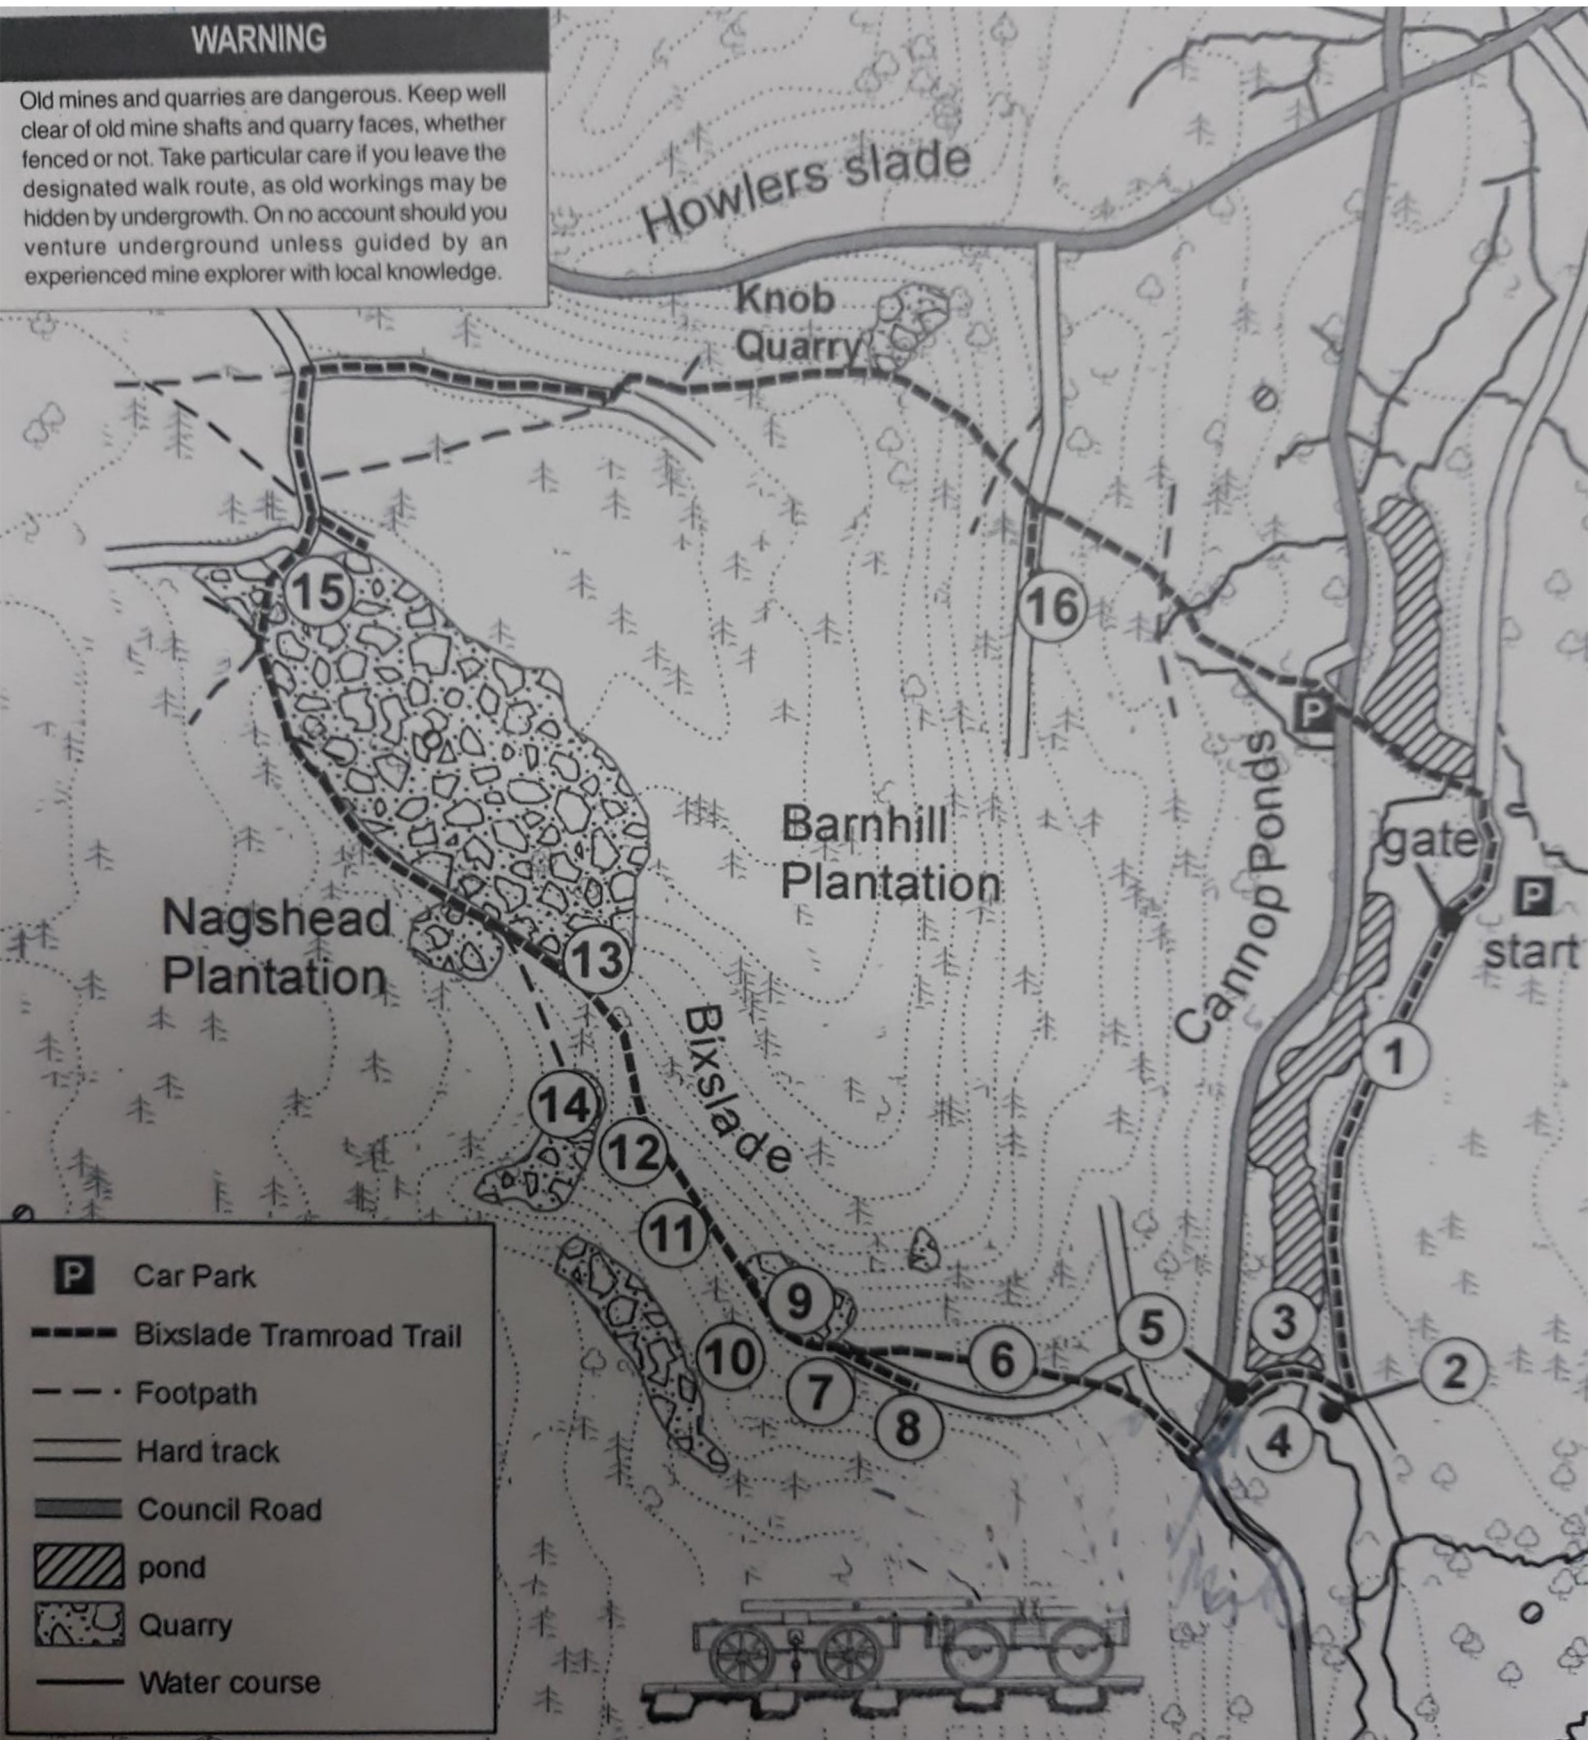 WARNING
Old mines and quarries are dangerous. Keep well
clear of old mine shafts and quarry faces, whether
fenced or not. Take particular care if you leave the
designated walk route, as old workings may be
hidden by undergrowth. On no account should you
venture underground unless guided by an
experienced mine explorer with local knowledge.
Howlers slade
Knob
Quarry
15
16
P
Barnhill
Plantation
gate
P
start
Nagshead
Plantation
Cannop Ponds
13
Bixslade
1
14
12
11
9
5
3
10
6
2
7
8
4
P Car Park
Bixslade Tramroad Trail
Footpath
Hard track
Council Road
pond
Quarry
Water course